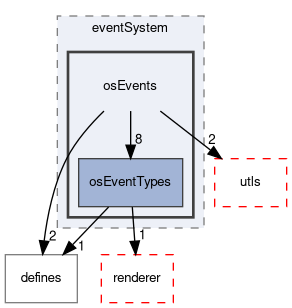 eventSystem
osEvents
8
2
osEventTypes
utls
2
1
1
defines
renderer